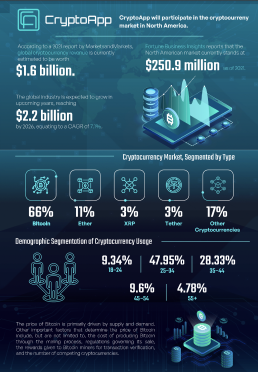 CryptoApp
CryptoApp will participate in the cryptocurrency
market in North America.
According to a 2021 report by MarketsandMarkets,
global cryptocurrency revenue is currently
estimated to be worth
$1.6 billion.
Fortune Business Insights reports that the
North American market currently stands at
$250.9 million as of 2021.
The global industry is expected to grow in
upcoming years, reaching
$2.2 billion
by 2026, equating to a CAGR of
Cryptocurrency Market, Segmented by Type
66%
Bitcoin
11%
Ether
3%
XRP
3%
Tether
17%
Other
Cryptocurrencies
Demographic Segmentation of Cryptocurrency Usage
9.34%
18-24
47.95%
25-34
28.33%
35-44
9.6%
45-54
4.78%
55+
The price of Bitcoin is primarily driven by supply and demand.
Other important factors that determine the price of Bitcoin
include, but are not limited to, the cost of producing Bitcoin
through the mining process, regulations governing its sale,
the rewards given to Bitcoin miners for transaction verification,
and the number of competing cryptocurrencies.